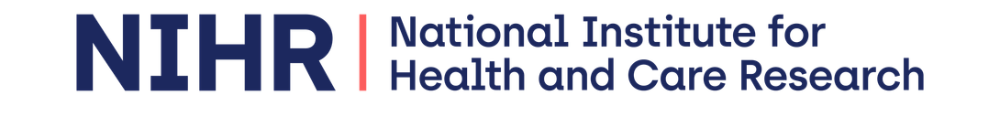 NIHR | National Institute for
Health and Care Research